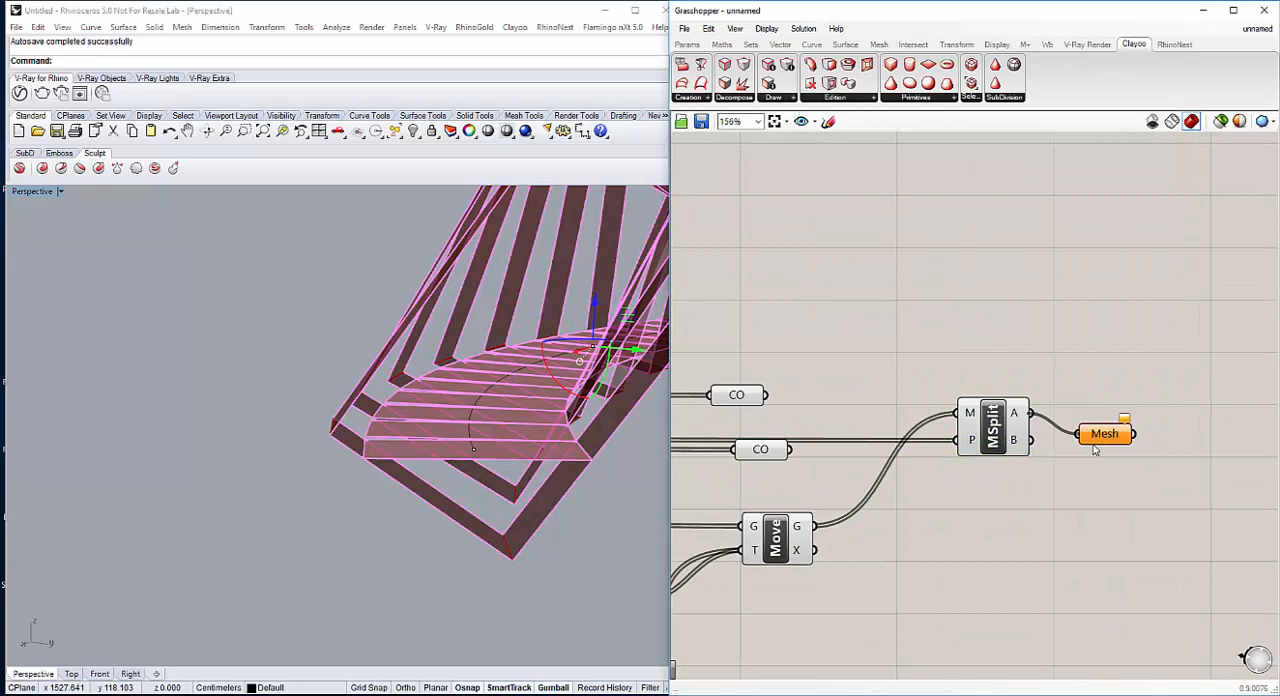 Untitled - Rhinoceros 5.0 Not For Resale Lab - [Perspective]
File Edit View Curve Surface Solid Mesh Dimension Transform Tools Analyze Render Panels V-Ray RhinoGold Clayoo RhinoNest Flamingo nXt 5.0 Help
Autosave completed successfully
Command:
V-Ray for Rhino V-Ray Objects V-Ray Lights V-Ray Extra
Standard CPlanes Set View Display Select Viewport Layout Visibility Transform Curve Tools Surface Tools Solid Tools Mesh Tools Render Tools Drafting New
SubD Emboss Sculpt
Perspective
z
x y
Perspective Top Front Right
CPlane x 1527.641 y 118.103 z 0.000 Centimeters Default Grid Snap Ortho Planar Osnap SmartTrack Gumball Record History Filter
Grasshopper - unnamed
File Edit View Display Solution Help unnamed
Params Maths Sets Vector Curve Surface Mesh Intersect Transform Display M+ Wb V-Ray Render Clayoo RhinoNest
Creation Decompose Draw Edition Primitives Sele... SubDivision
156%
CO
CO
M P MSplit A B
Mesh
G T Move G X
0.9.0076